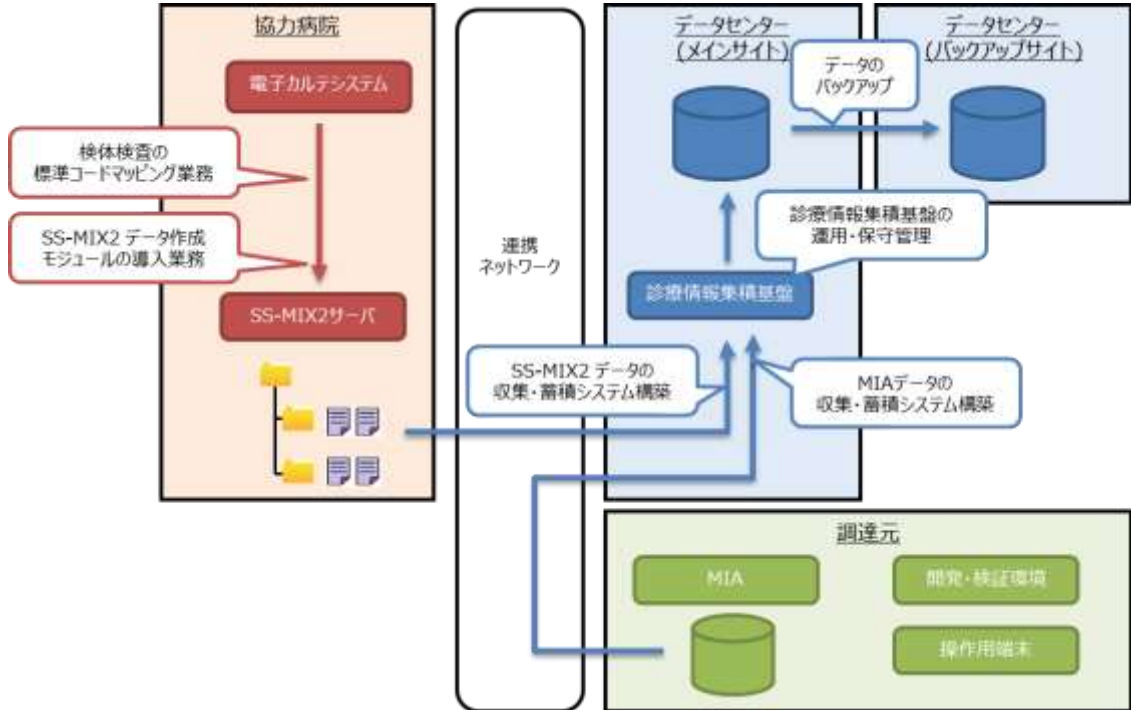 協力病院
電子カルテシステム
検体検査の
標準コードマッピング業務
SS-MIX2 データ作成
モジュールの導入業務
SS-MIX2サーバ
連携
ネットワーク
データセンター
(メインサイト)
データセンター
(バックアップサイト)
データの
バックアップ
診療情報集積基盤の
運用・保守管理
診療情報集積基盤
SS-MIX2 データの
収集・蓄積システム構築
MIAデータの
収集・蓄積システム構築
調達元
MIA
開発・検証環境
操作用端末